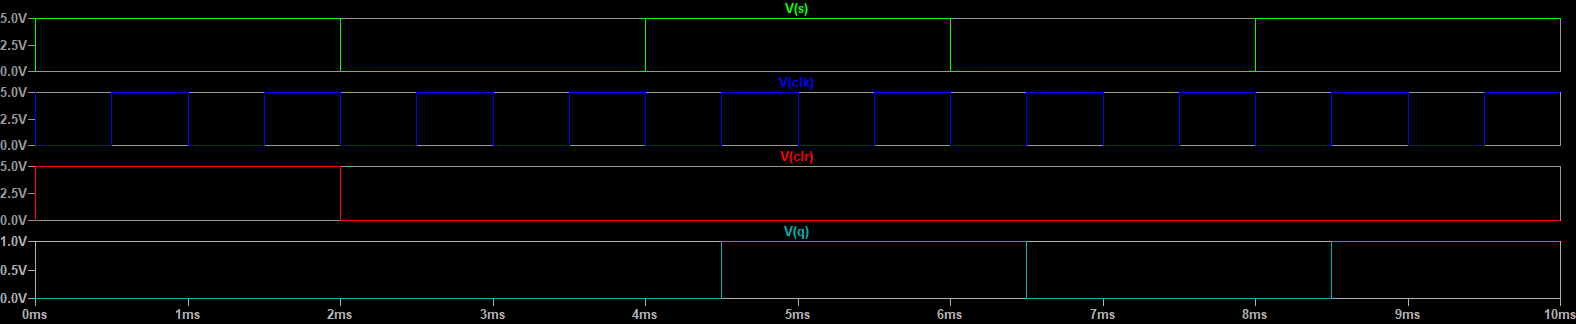 V(s)
5.0V
2.5V
0.0V
V(clk)
5.0V
2.5V
0.0V
V(clr)
5.0V
2.5V
0.0V
V(q)
1.0V
0.5V
0.0V
0ms 1ms 2ms 3ms 4ms 5ms 6ms 7ms 8ms 9ms 10ms